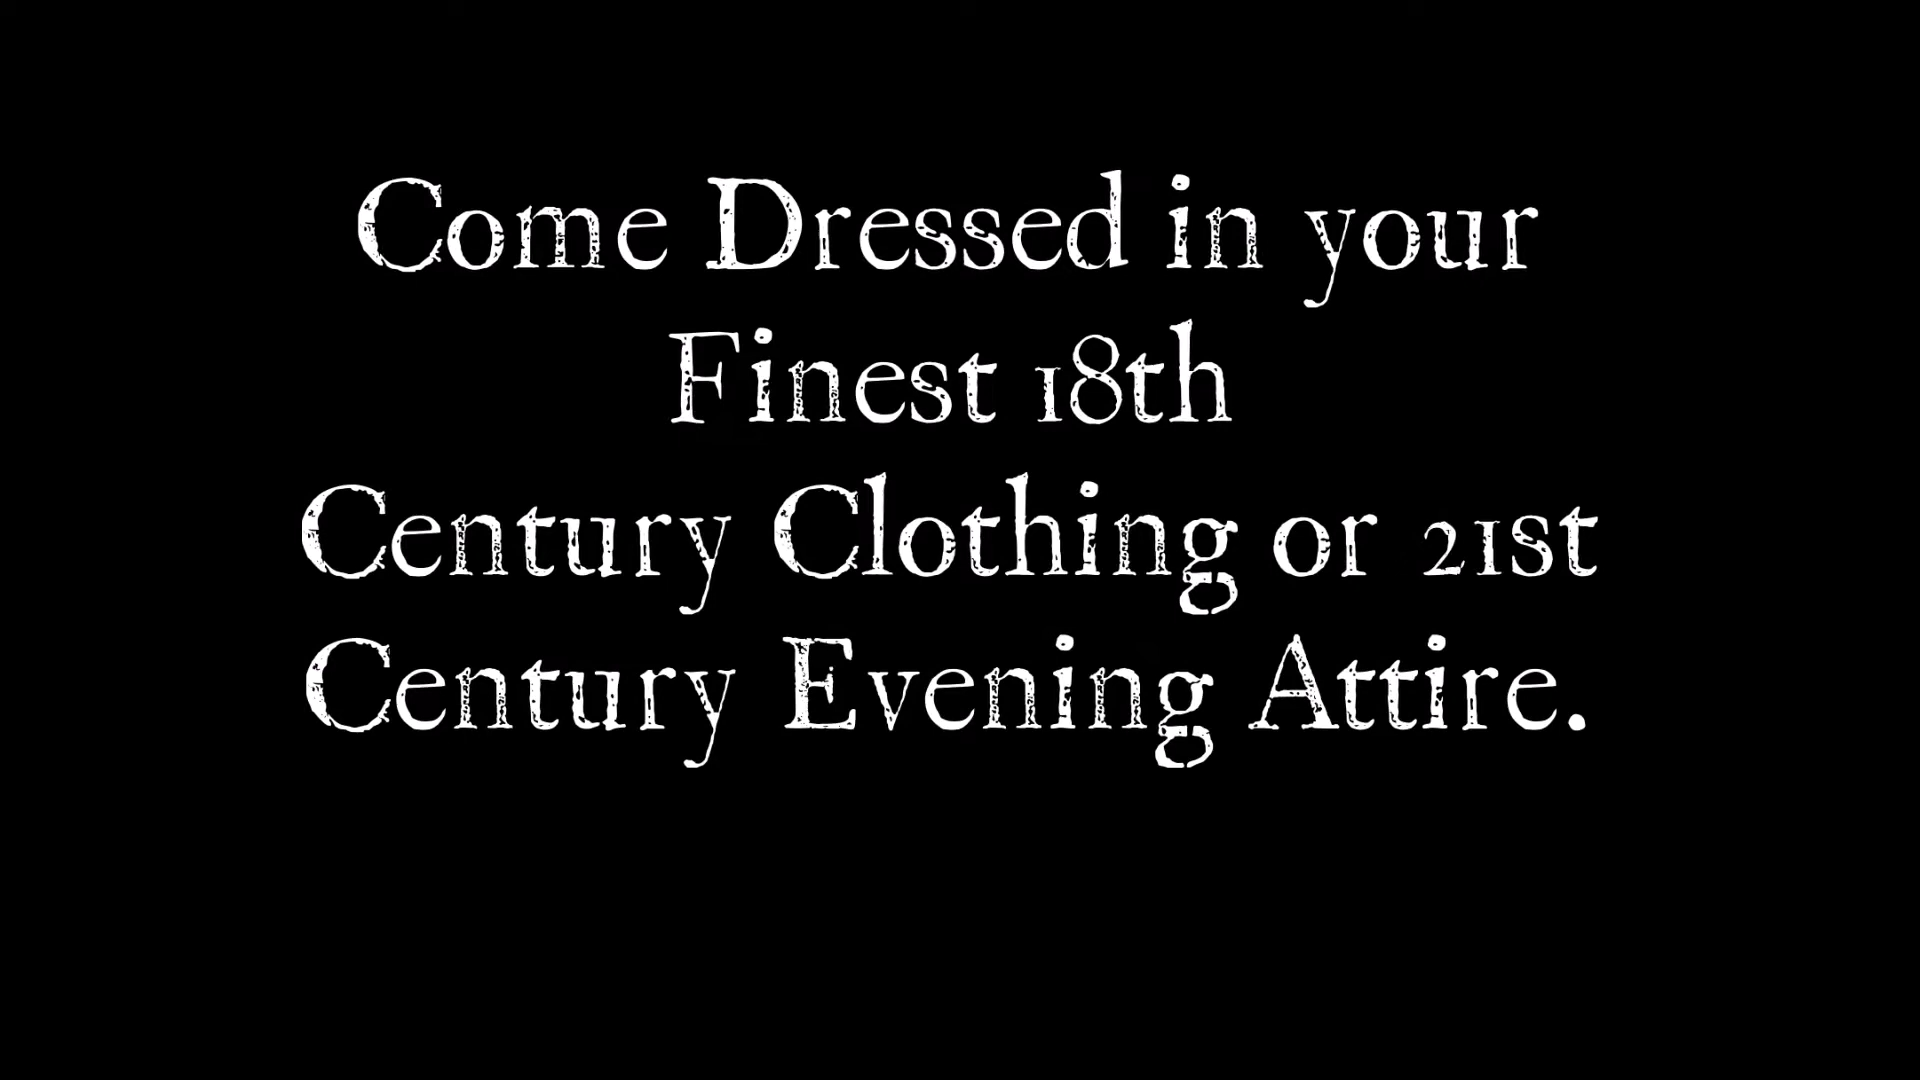 Come Dressed in your
Finest 18th
Century Clothing or 21st
Century Evening Attire.